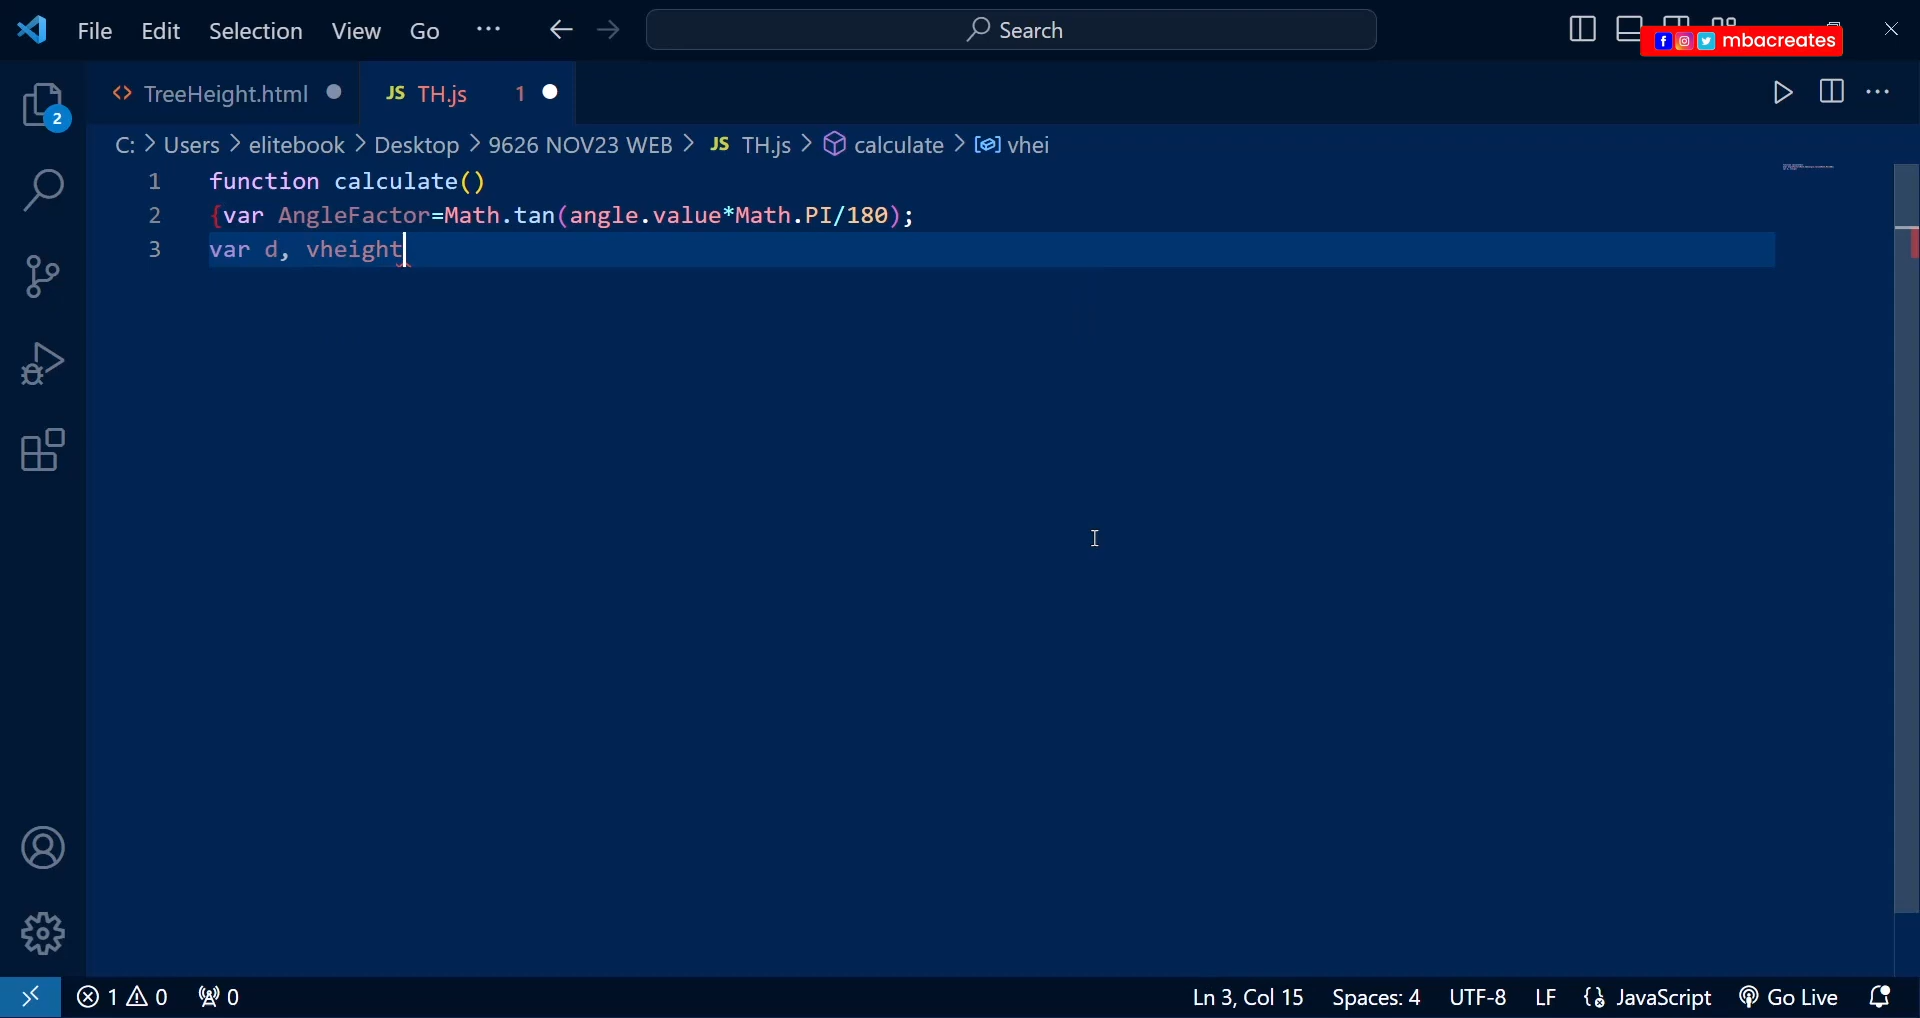 File Edit Selection View Go ··· Search
mbacreates
TreeHeight.html JS TH.js 1
C: > Users > elitebook > Desktop > 9626 NOV23 WEB > JS TH.js > calculate > vhei
1 function calculate()
2 {var AngleFactor=Math.tan(angle.value*Math.PI/180);
3 var d, vheight
2
1 0 0 Ln 3, Col 15 Spaces: 4 UTF-8 LF JavaScript Go Live